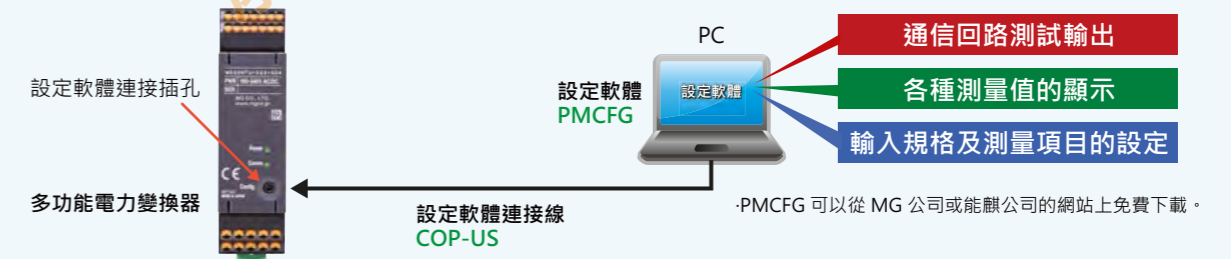 設定軟體連接插孔
多功能電力變換器
Power
Comm.
Config.
CE
設定軟體連接線
COP-US
設定軟體
PMCFG
PC
設定軟體
通信回路測試輸出
各種測量值的顯示
輸入規格及測量項目的設定
·PMCFG 可以從 MG 公司或能麒公司的網站上免費下載。